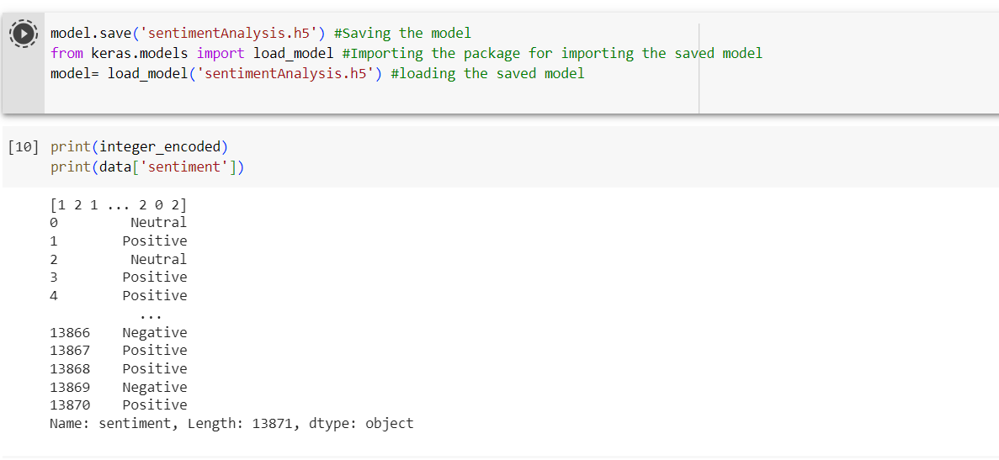 model.save('sentimentAnalysis.h5') #Saving the model
from keras.models import load_model #Importing the package for importing the saved model
model= load_model('sentimentAnalysis.h5') #loading the saved model
[10] print(integer_encoded)
print(data['sentiment'])
[1 2 1 ... 2 0 2]
0 Neutral
1 Positive
2 Neutral
3 Positive
4 Positive
...
13866 Negative
13867 Positive
13868 Positive
13869 Negative
13870 Positive
Name: sentiment, Length: 13871, dtype: object